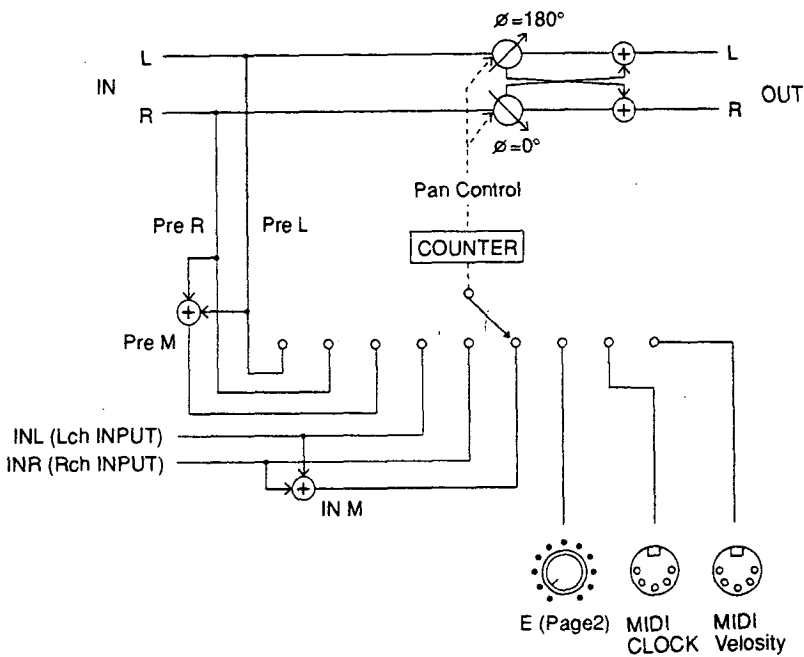 Ø=180°
L
L
IN
OUT
R
R
Ø=0°
Pan Control
Pre R
Pre L
COUNTER
Pre M
INL (Lch INPUT)
INR (Rch INPUT)
IN M
E (Page2)
MIDI
CLOCK
MIDI
Velosity